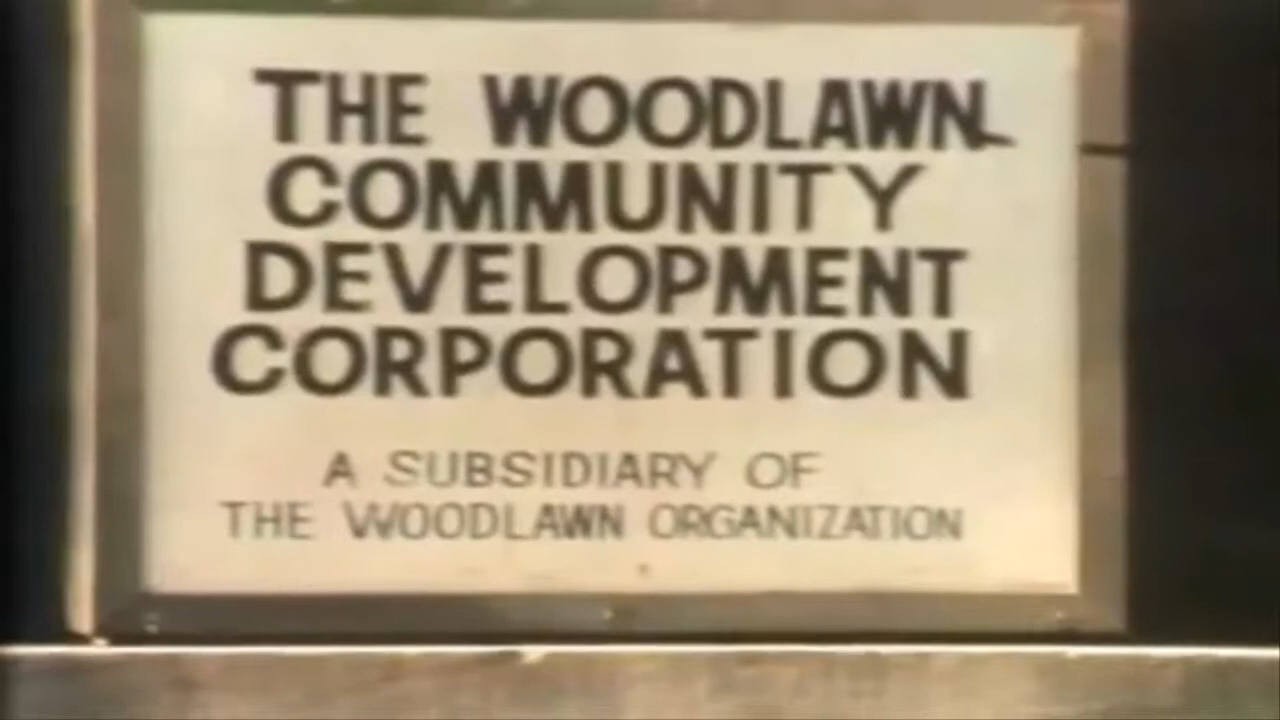 THE WOODLAWN
COMMUNITY
DEVELOPMENT
CORPORATION
A SUBSIDIARY OF
THE WOODLAWN ORGANIZATION